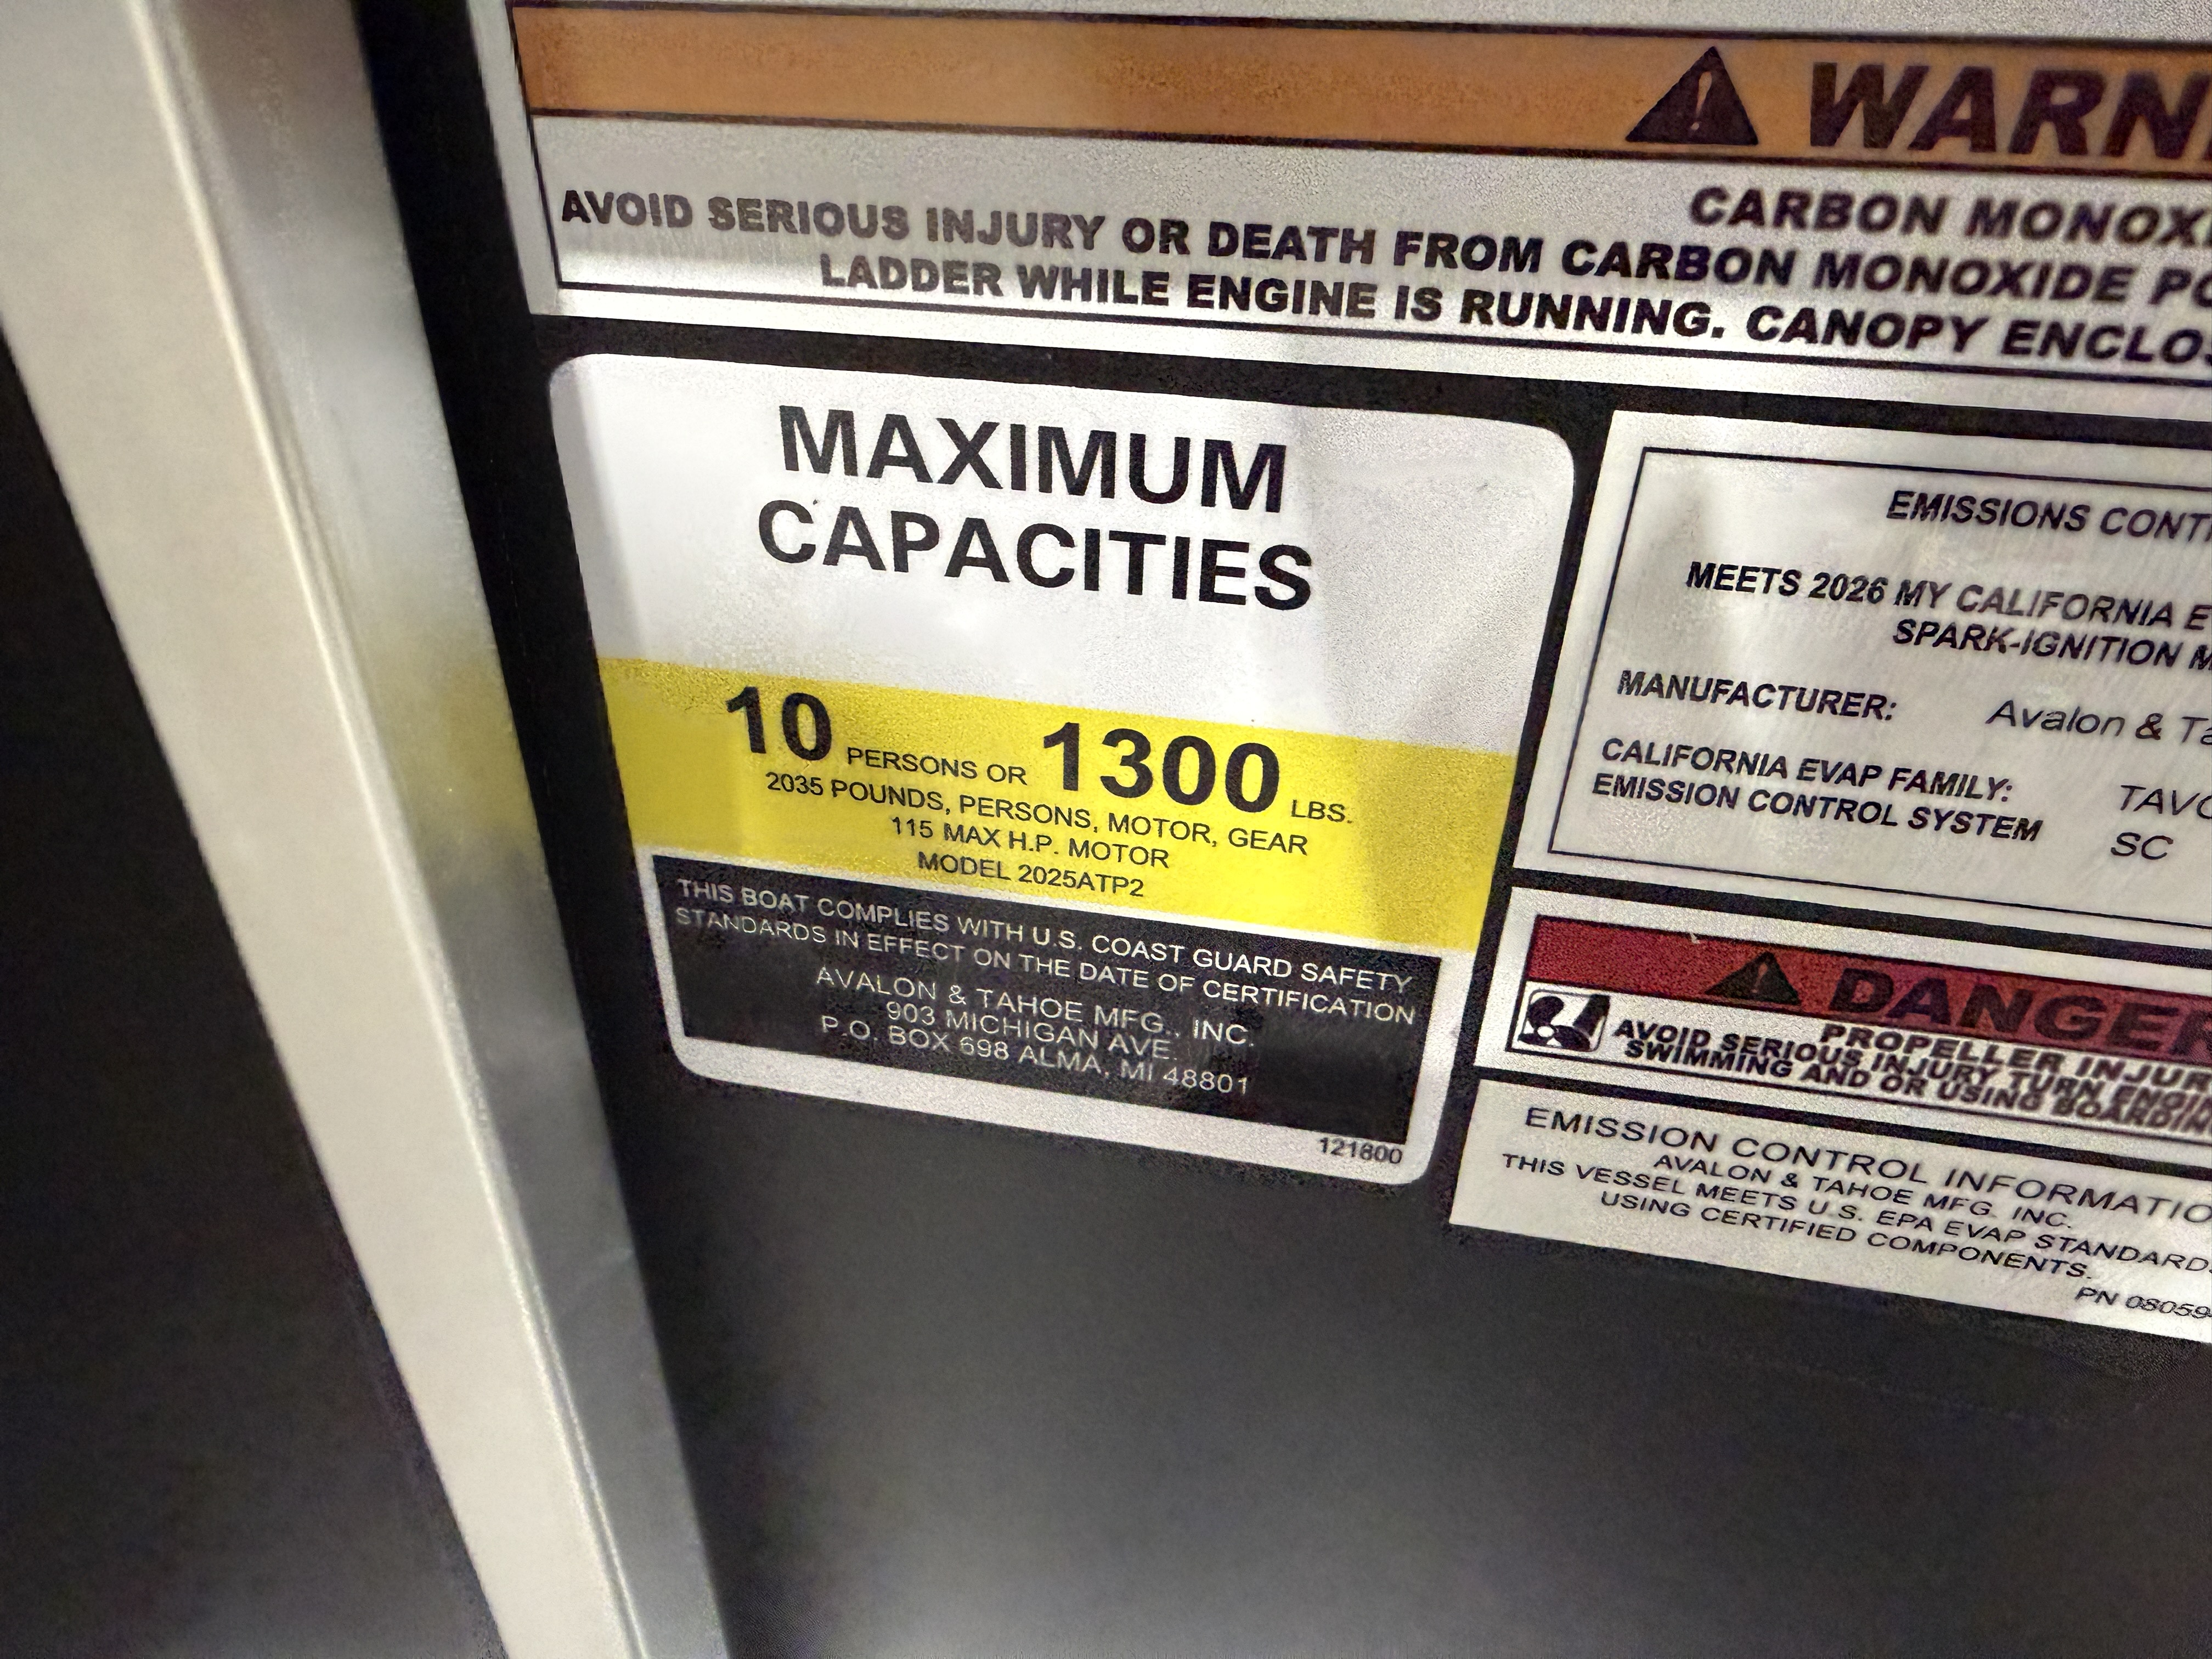 WARN
CARBON MONOX
AVOID SERIOUS INJURY OR DEATH FROM CARBON MONOXIDE PO
LADDER WHILE ENGINE IS RUNNING. CANOPY ENCLOS
MAXIMUM
CAPACITIES
10 PERSONS OR 1300 LBS.
2035 POUNDS, PERSONS, MOTOR, GEAR
115 MAX H.P. MOTOR
MODEL 2025ATP2
THIS BOAT COMPLIES WITH U.S. COAST GUARD SAFETY
STANDARDS IN EFFECT ON THE DATE OF CERTIFICATION
AVALON & TAHOE MFG., INC.
903 MICHIGAN AVE.
P.O. BOX 698 ALMA, MI 48801
121800
EMISSIONS CONT
MEETS 2026 MY CALIFORNIA E
SPARK-IGNITION M
MANUFACTURER: Avalon & Ta
CALIFORNIA EVAP FAMILY: TAVO
EMISSION CONTROL SYSTEM SC
DANGER
PROPELLER INJUR
AVOID SERIOUS INJURY TURN ENGIN
SWIMMING AND OR USING BOARDIN
EMISSION CONTROL INFORMATIO
AVALON & TAHOE MFG. INC.
THIS VESSEL MEETS U.S. EPA EVAP STANDARDS
USING CERTIFIED COMPONENTS.
PN 08059